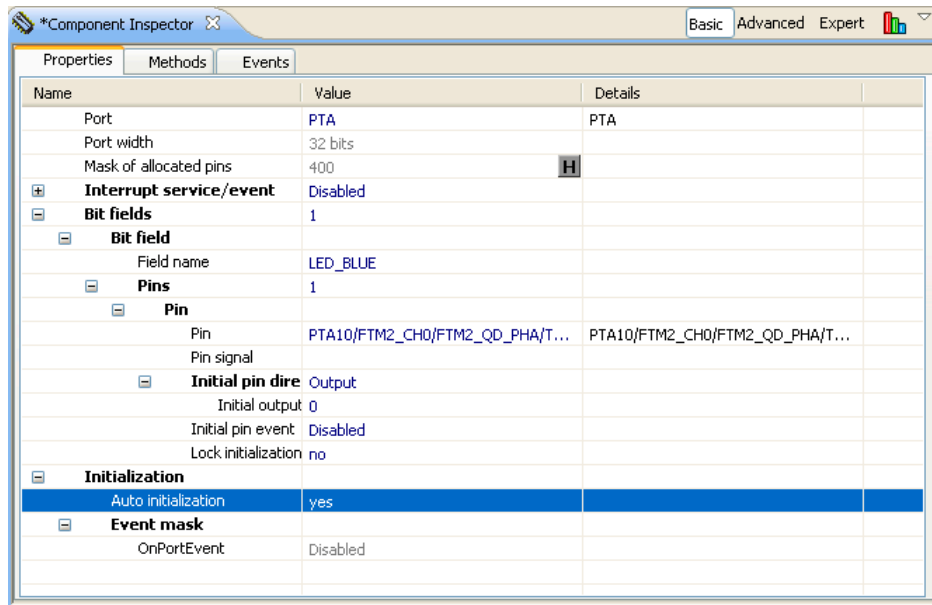 *Component Inspector
Basic Advanced Expert
Properties Methods Events
Name Value Details
Port PTA PTA
Port width 32 bits
Mask of allocated pins 400 H
Interrupt service/event Disabled
Bit fields 1
Bit field
Field name LED_BLUE
Pins 1
Pin
Pin PTA10/FTM2_CH0/FTM2_QD_PHA/T... PTA10/FTM2_CH0/FTM2_QD_PHA/T...
Pin signal
Initial pin dire Output
Initial output 0
Initial pin event Disabled
Lock initialization no
Initialization
Auto initialization yes
Event mask
OnPortEvent Disabled